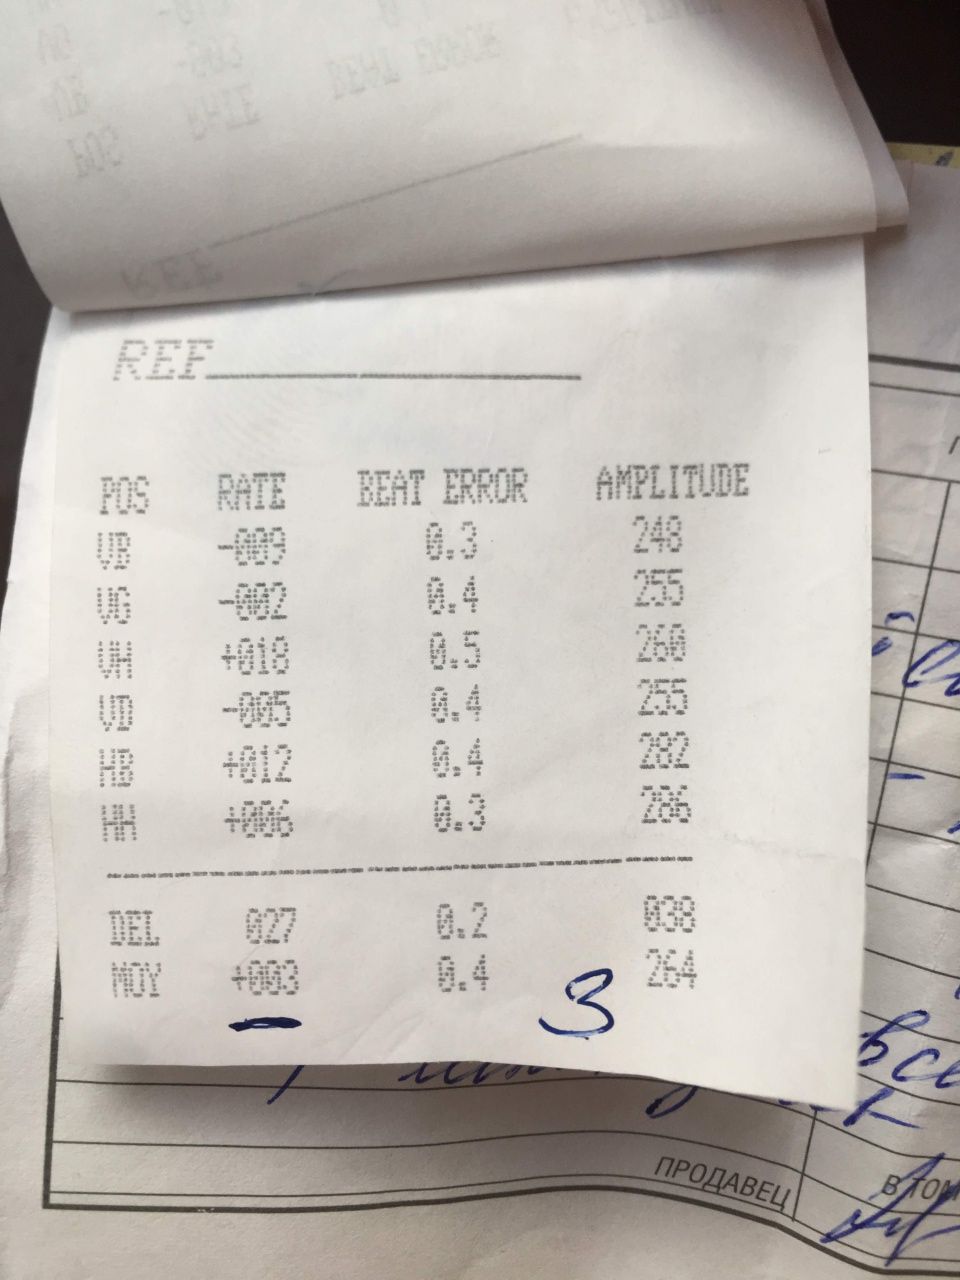 REF
POS RATE BEAT ERROR AMPLITUDE
VB -009 0.3 248
VG -002 0.4 255
VH +018 0.5 260
VD -005 0.4 255
HB +012 0.4 282
HH +006 0.3 286
DEL 027 0.2 038
MOY +003 0.4 264
3
все
ПРОДАВЕЦ
В ТОМ